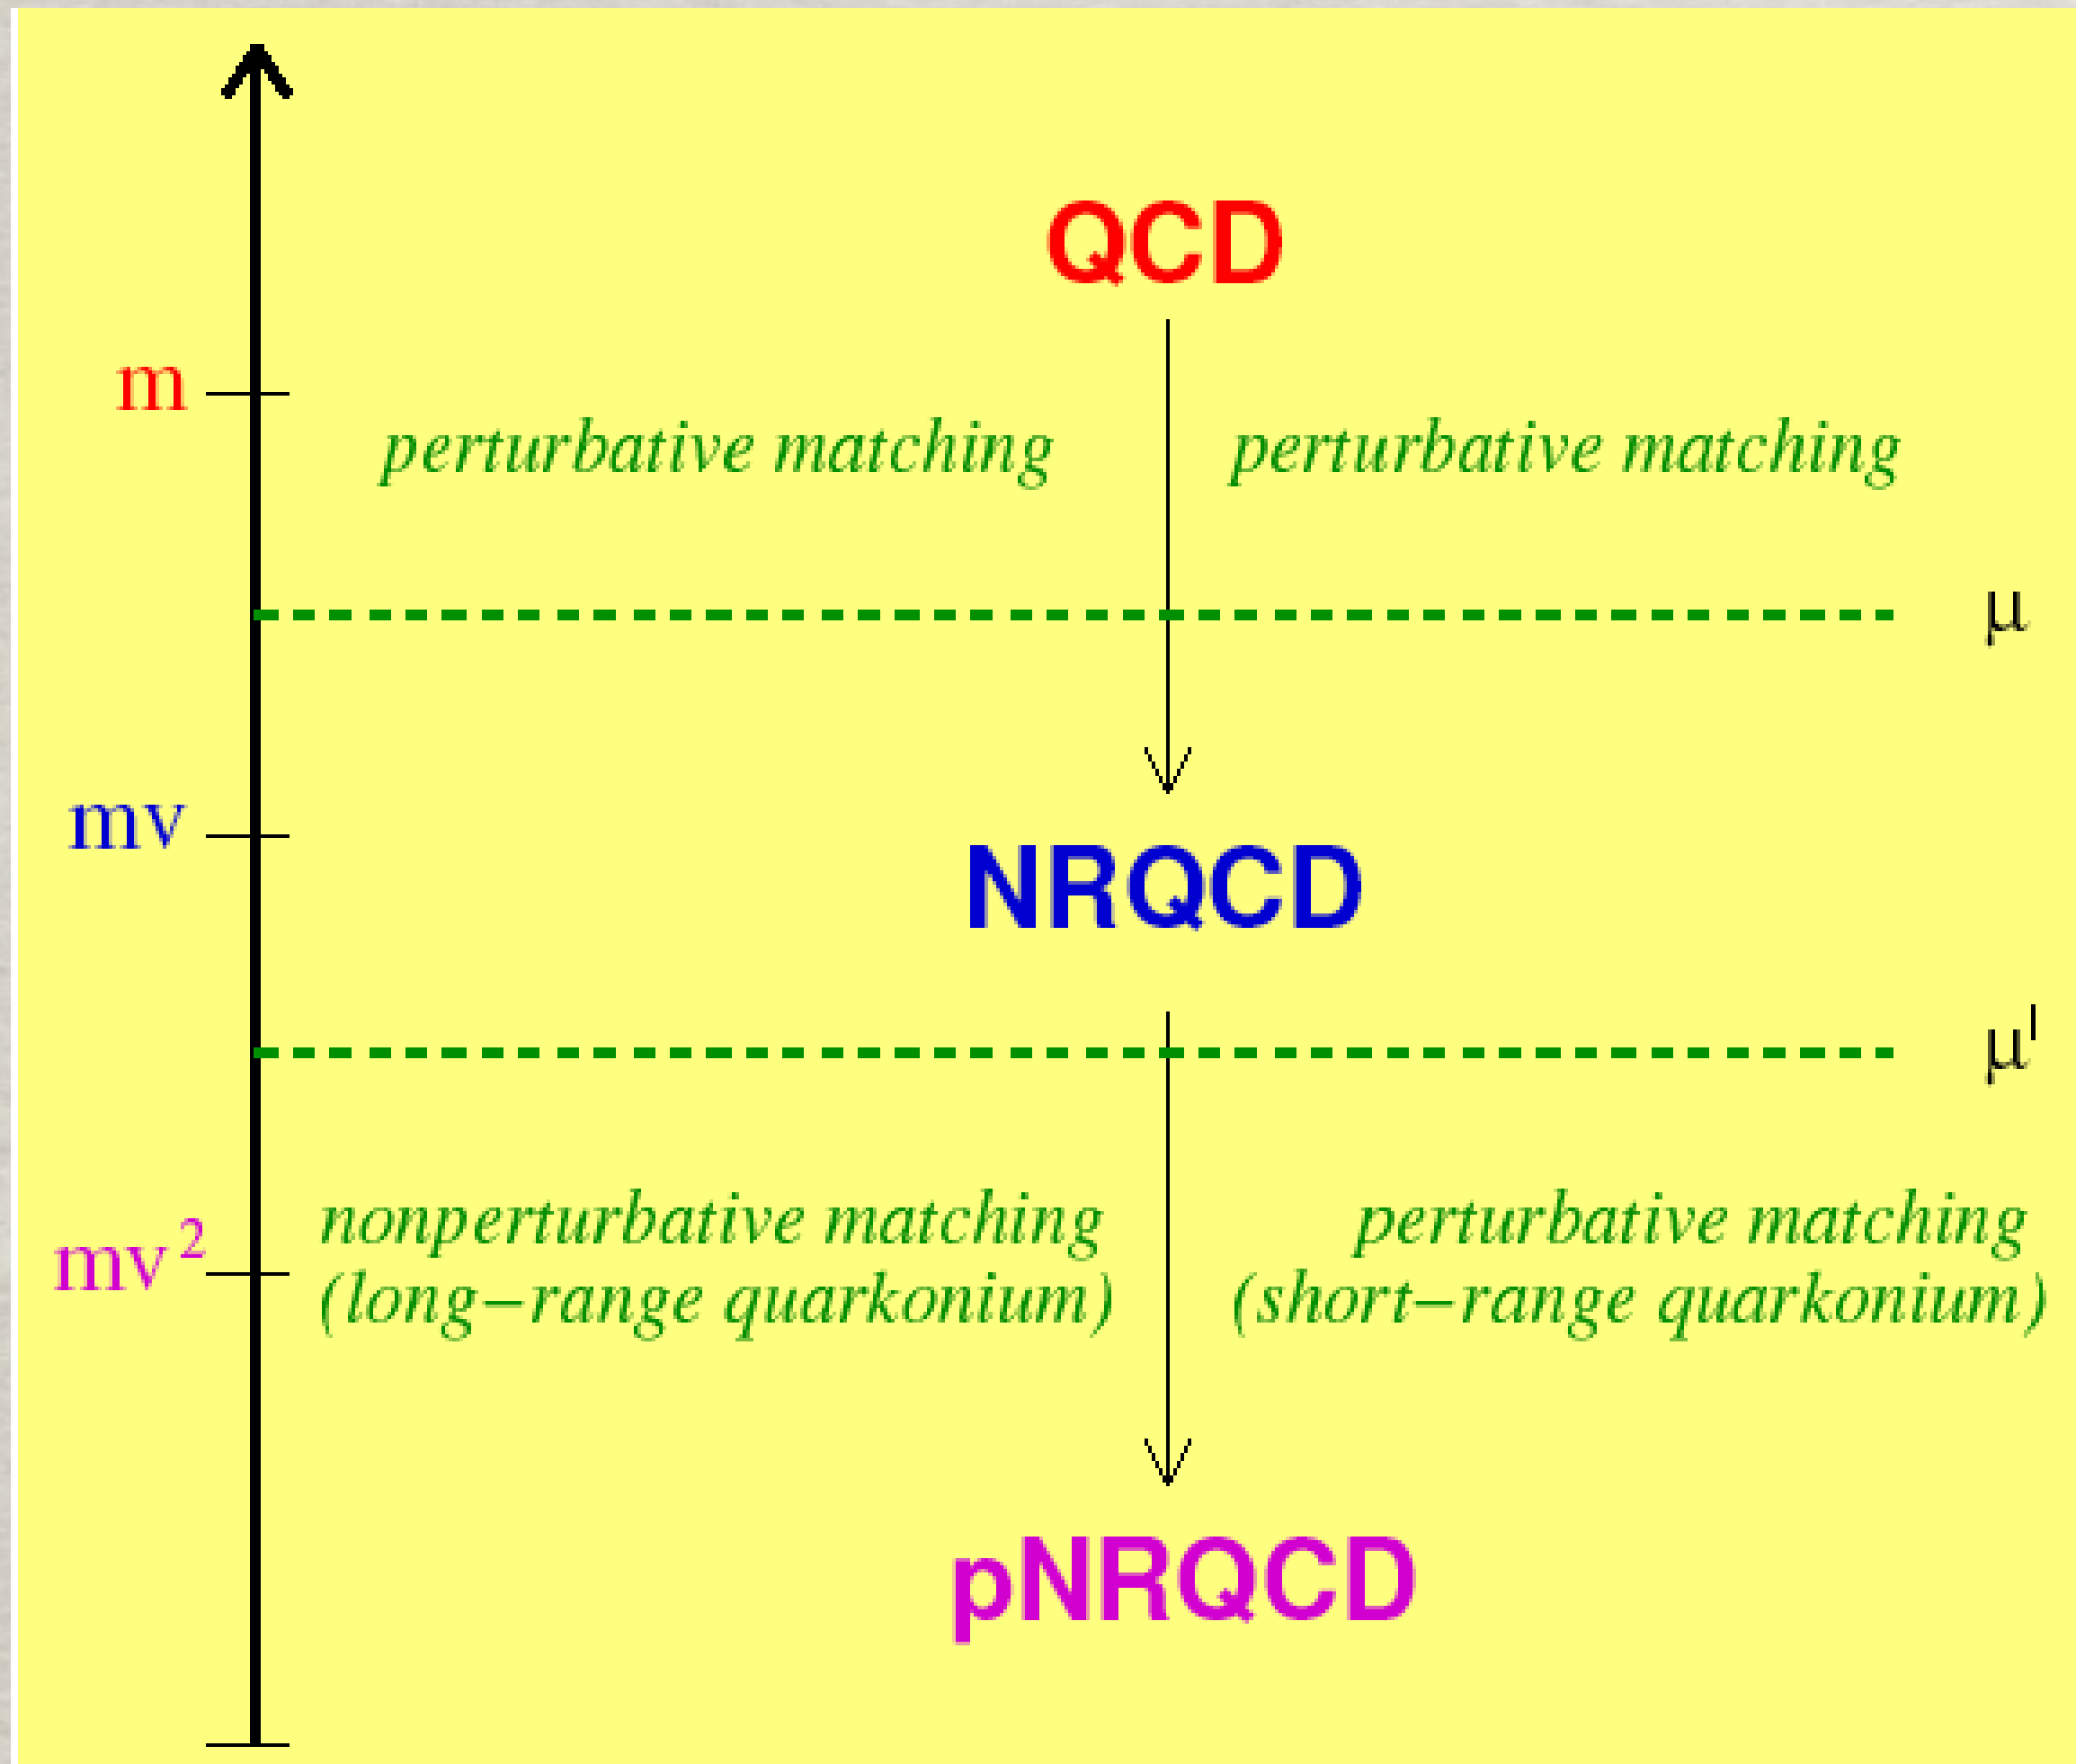 QCD
m
perturbative matching perturbative matching
μ
mv
NRQCD
μ'
nonperturbative matching perturbative matching
mv²
(long–range quarkonium) (short–range quarkonium)
pNRQCD